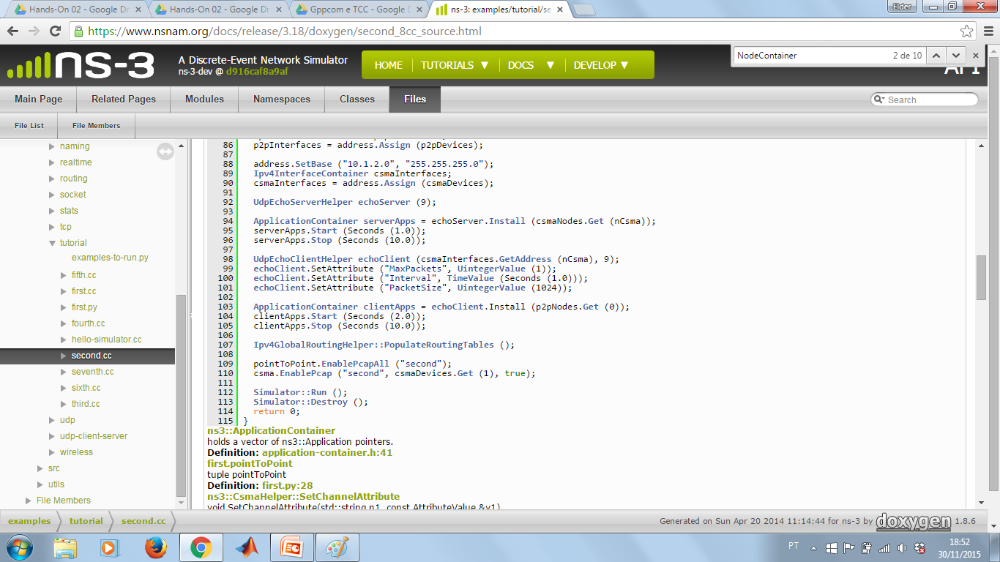 Hands-On 02 - Google Dr
Hands-On 02 - Google Dr
Gppcom e TCC - Google D
ns-3: examples/tutorial/se
Elder
https://www.nsnam.org/docs/release/3.18/doxygen/second_8cc_source.html
NodeContainer 2 de 10
ns-3
A Discrete-Event Network Simulator
ns-3-dev @ d916caf8a9af
HOME TUTORIALS ▼ DOCS ▼ DEVELOP ▼
API
Main Page Related Pages Modules Namespaces Classes Files
Search
File List File Members
naming
realtime
routing
socket
stats
tcp
tutorial
examples-to-run.py
fifth.cc
first.cc
first.py
fourth.cc
hello-simulator.cc
second.cc
seventh.cc
sixth.cc
third.cc
udp
udp-client-server
wireless
src
utils
File Members
86 p2pInterfaces = address.Assign (p2pDevices);
87
88 address.SetBase ("10.1.2.0", "255.255.255.0");
89 Ipv4InterfaceContainer csmaInterfaces;
90 csmaInterfaces = address.Assign (csmaDevices);
91
92 UdpEchoServerHelper echoServer (9);
93
94 ApplicationContainer serverApps = echoServer.Install (csmaNodes.Get (nCsma));
95 serverApps.Start (Seconds (1.0));
96 serverApps.Stop (Seconds (10.0));
97
98 UdpEchoClientHelper echoClient (csmaInterfaces.GetAddress (nCsma), 9);
99 echoClient.SetAttribute ("MaxPackets", UintegerValue (1));
100 echoClient.SetAttribute ("Interval", TimeValue (Seconds (1.0)));
101 echoClient.SetAttribute ("PacketSize", UintegerValue (1024));
102
103 ApplicationContainer clientApps = echoClient.Install (p2pNodes.Get (0));
104 clientApps.Start (Seconds (2.0));
105 clientApps.Stop (Seconds (10.0));
106
107 Ipv4GlobalRoutingHelper::PopulateRoutingTables ();
108
109 pointToPoint.EnablePcapAll ("second");
110 csma.EnablePcap ("second", csmaDevices.Get (1), true);
111
112 Simulator::Run ();
113 Simulator::Destroy ();
114 return 0;
115 }
ns3::ApplicationContainer
holds a vector of ns3::Application pointers.
Definition: application-container.h:41
first.pointToPoint
tuple pointToPoint
Definition: first.py:28
ns3::CsmaHelper::SetChannelAttribute
void SetChannelAttribute(std::string n1, const AttributeValue &v1)
examples tutorial second.cc
Generated on Sun Apr 20 2014 11:14:44 for ns-3 by doxygen 1.8.6
PT
18:52
30/11/2015